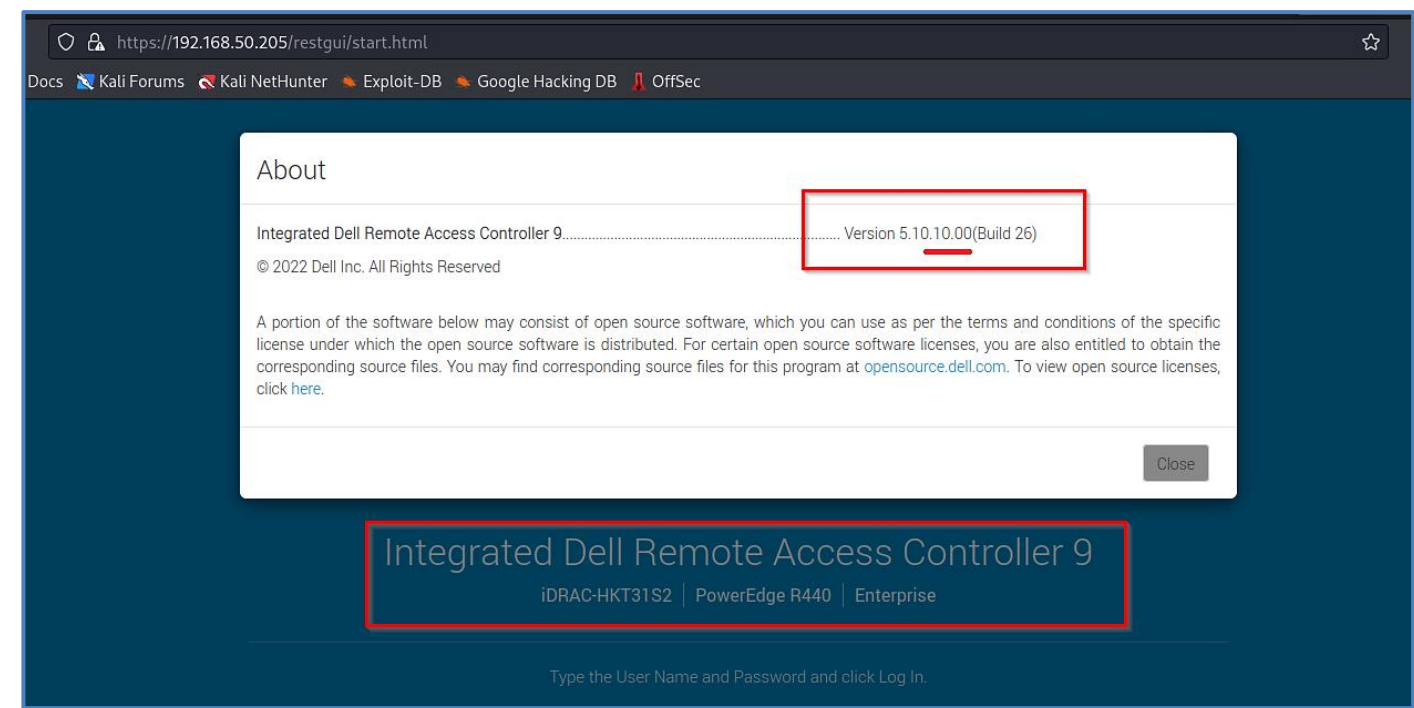 https://192.168.50.205/restgui/start.html
Docs Kali Forums Kali NetHunter Exploit-DB Google Hacking DB OffSec
About
Integrated Dell Remote Access Controller 9........................................................................... Version 5.10.10.00(Build 26)
© 2022 Dell Inc. All Rights Reserved
A portion of the software below may consist of open source software, which you can use as per the terms and conditions of the specific
license under which the open source software is distributed. For certain open source software licenses, you are also entitled to obtain the
corresponding source files. You may find corresponding source files for this program at opensource.dell.com. To view open source licenses,
click here.
Close
Integrated Dell Remote Access Controller 9
iDRAC-HKT31S2 | PowerEdge R440 | Enterprise
Type the User Name and Password and click Log In.